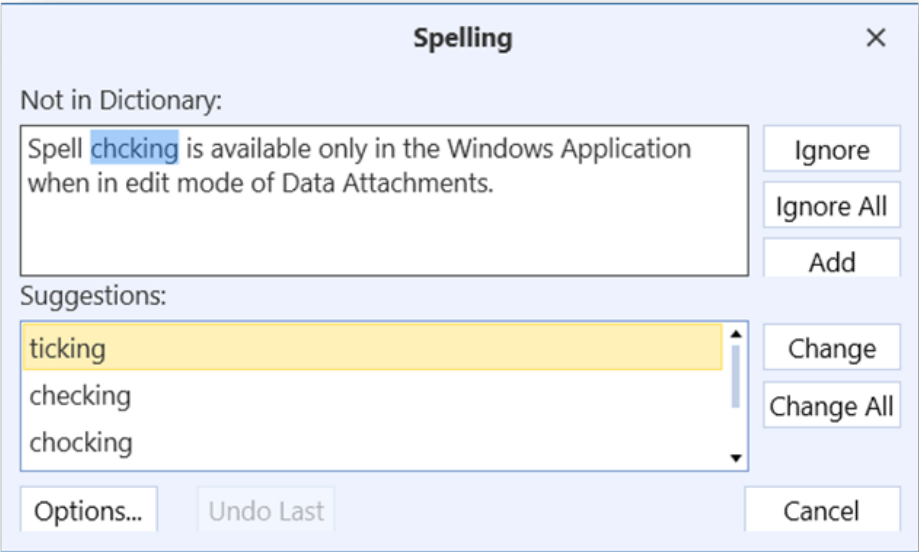 Spelling
Not in Dictionary:
Spell chcking is available only in the Windows Application
when in edit mode of Data Attachments.
Ignore
Ignore All
Add
Suggestions:
ticking
checking
chocking
Change
Change All
Options...
Undo Last
Cancel